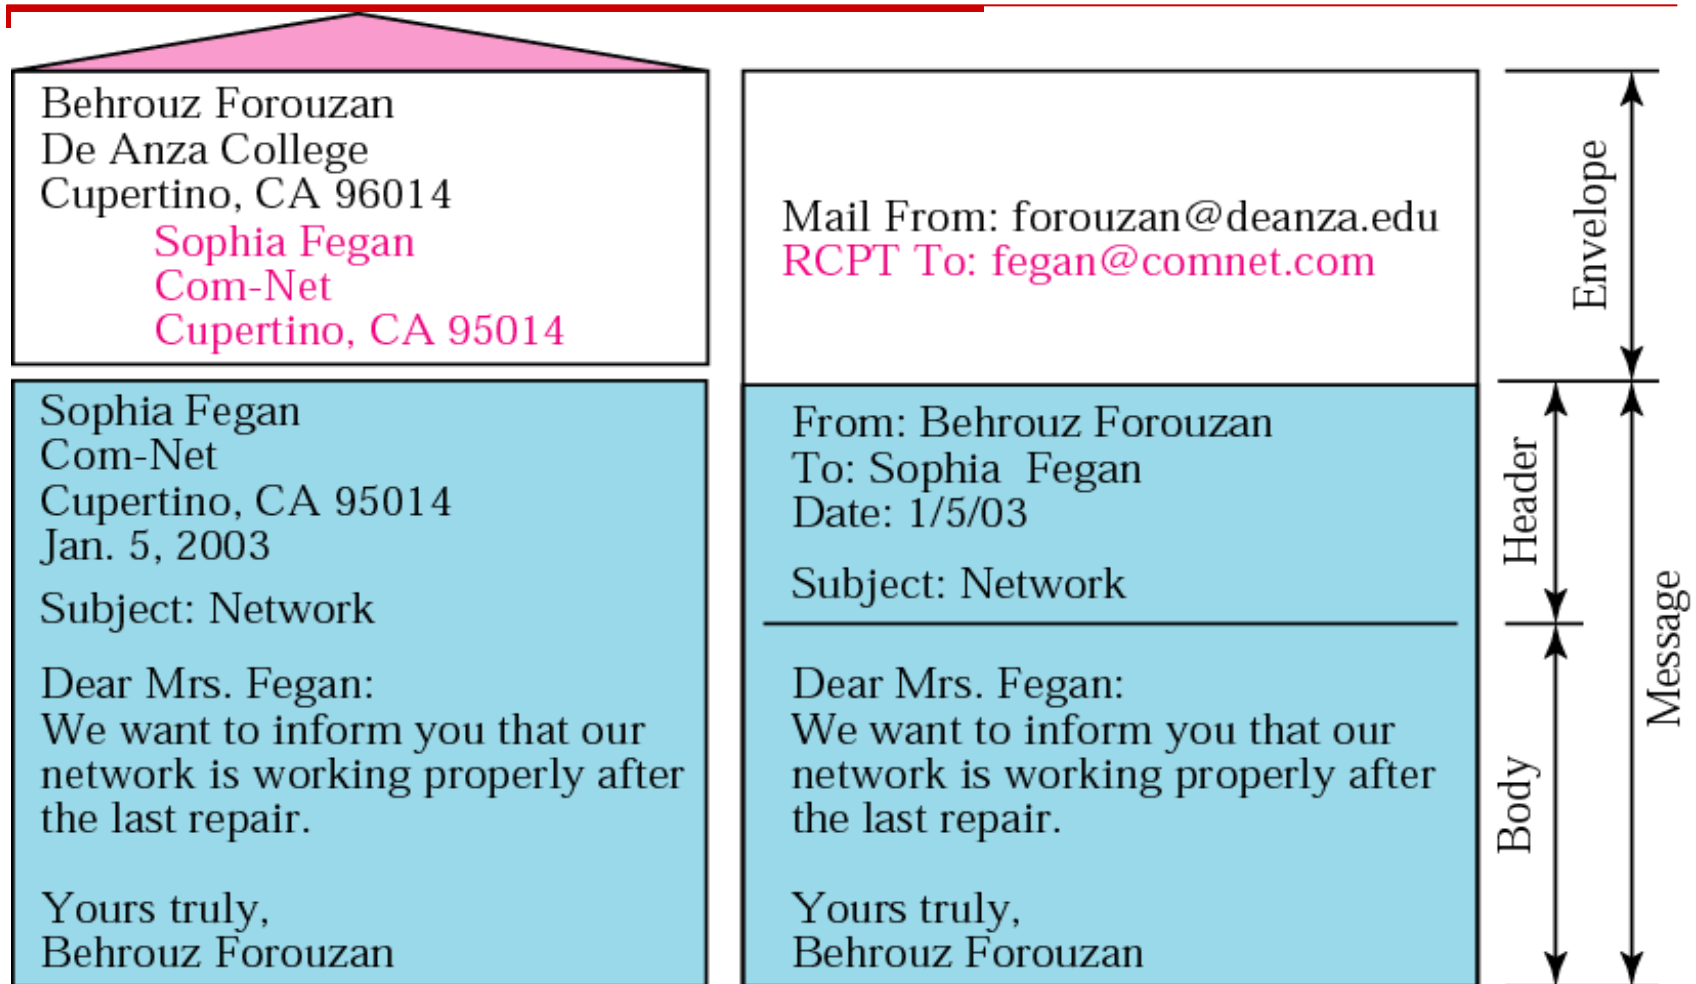 Behrouz Forouzan
De Anza College
Cupertino, CA 96014
Sophia Fegan
Com-Net
Cupertino, CA 95014
Sophia Fegan
Com-Net
Cupertino, CA 95014
Jan. 5, 2003
Subject: Network
Dear Mrs. Fegan:
We want to inform you that our
network is working properly after
the last repair.
Yours truly,
Behrouz Forouzan
Mail From: forouzan@deanza.edu
RCPT To: fegan@comnet.com
From: Behrouz Forouzan
To: Sophia Fegan
Date: 1/5/03
Subject: Network
Dear Mrs. Fegan:
We want to inform you that our
network is working properly after
the last repair.
Yours truly,
Behrouz Forouzan
Envelope
Header
Body
Message